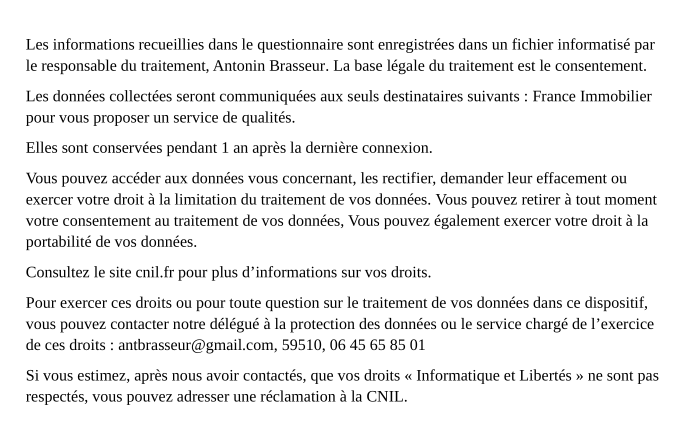 Les informations recueillies dans le questionnaire sont enregistrées dans un fichier informatisé par
le responsable du traitement, Antonin Brasseur. La base légale du traitement est le consentement.
Les données collectées seront communiquées aux seuls destinataires suivants : France Immobilier
pour vous proposer un service de qualités.
Elles sont conservées pendant 1 an après la dernière connexion.
Vous pouvez accéder aux données vous concernant, les rectifier, demander leur effacement ou
exercer votre droit à la limitation du traitement de vos données. Vous pouvez retirer à tout moment
votre consentement au traitement de vos données, Vous pouvez également exercer votre droit à la
portabilité de vos données.
Consultez le site cnil.fr pour plus d’informations sur vos droits.
Pour exercer ces droits ou pour toute question sur le traitement de vos données dans ce dispositif,
vous pouvez contacter notre délégué à la protection des données ou le service chargé de l’exercice
de ces droits : antbrasseur@gmail.com, 59510, 06 45 65 85 01
Si vous estimez, après nous avoir contactés, que vos droits « Informatique et Libertés » ne sont pas
respectés, vous pouvez adresser une réclamation à la CNIL.